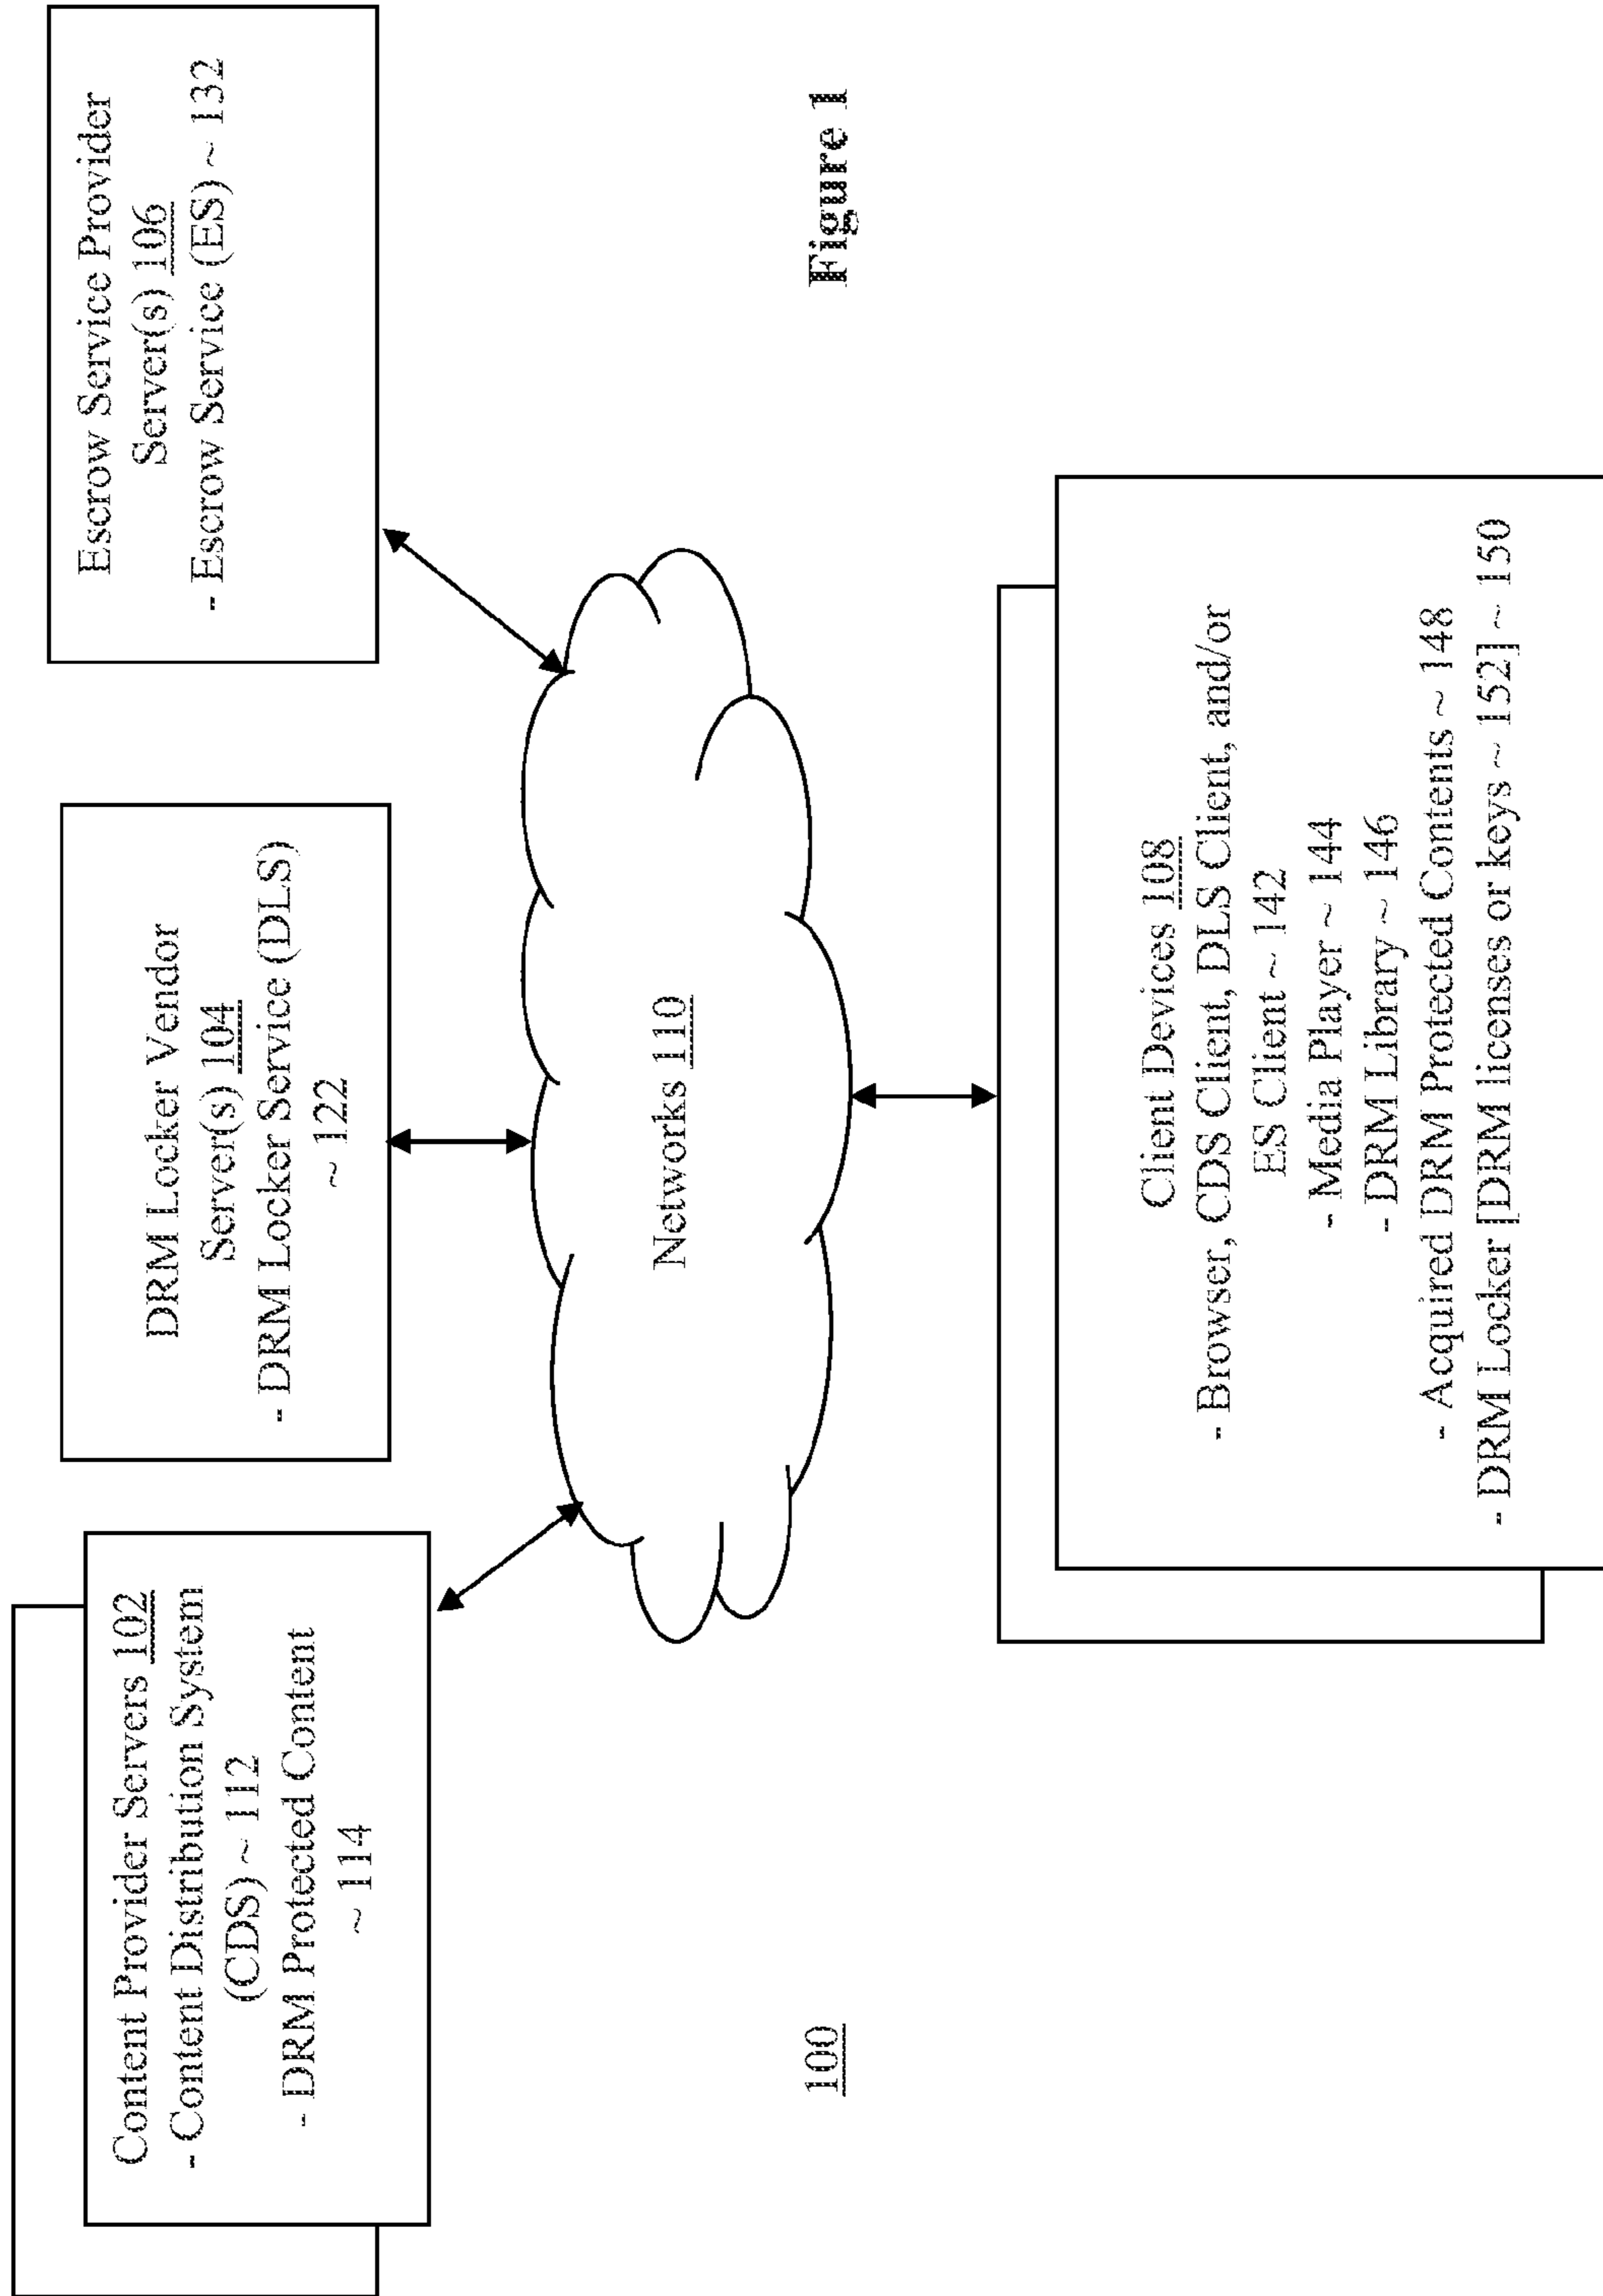 Content Provider Servers 102
- Content Distribution System
(CDS) ~ 112
- DRM Protected Content
~ 114
DRM Locker Vendor
Server(s) 104
- DRM Locker Service (DLS)
~ 122
Escrow Service Provider
Server(s) 106
- Escrow Service (ES) ~ 132
Networks 110
100
Figure 1
Client Devices 108
- Browser, CDS Client, DLS Client, and/or
ES Client ~ 142
- Media Player ~ 144
- DRM Library ~ 146
- Acquired DRM Protected Contents ~ 148
- DRM Locker [DRM licenses or keys ~ 152] ~ 150